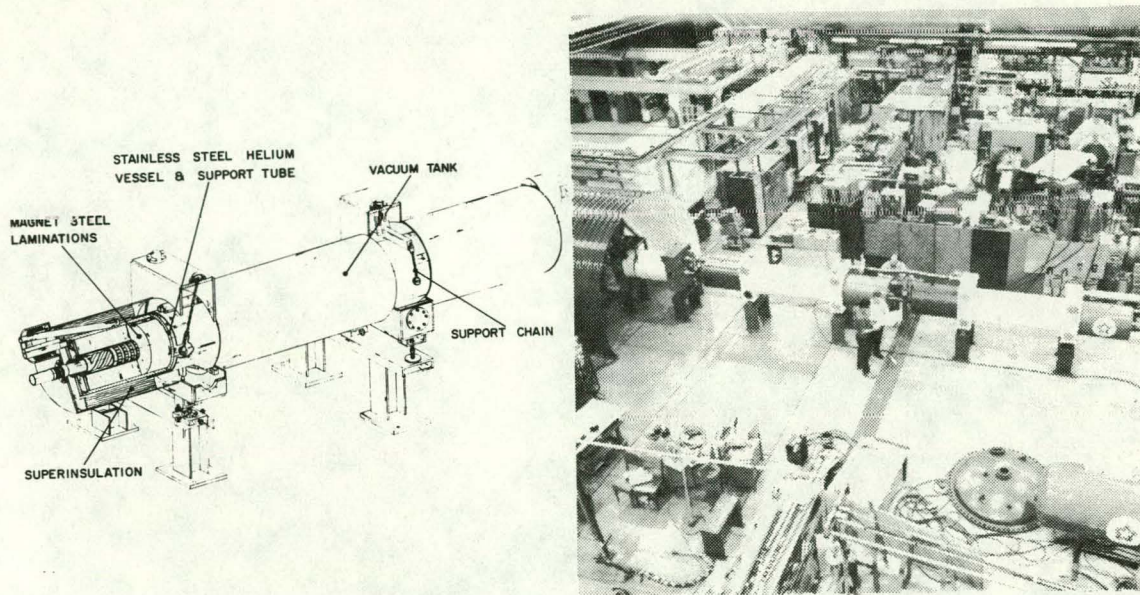 STAINLESS STEEL HELIUM
VESSEL & SUPPORT TUBE
VACUUM TANK
MAGNET STEEL
LAMINATIONS
SUPPORT CHAIN
SUPERINSULATION